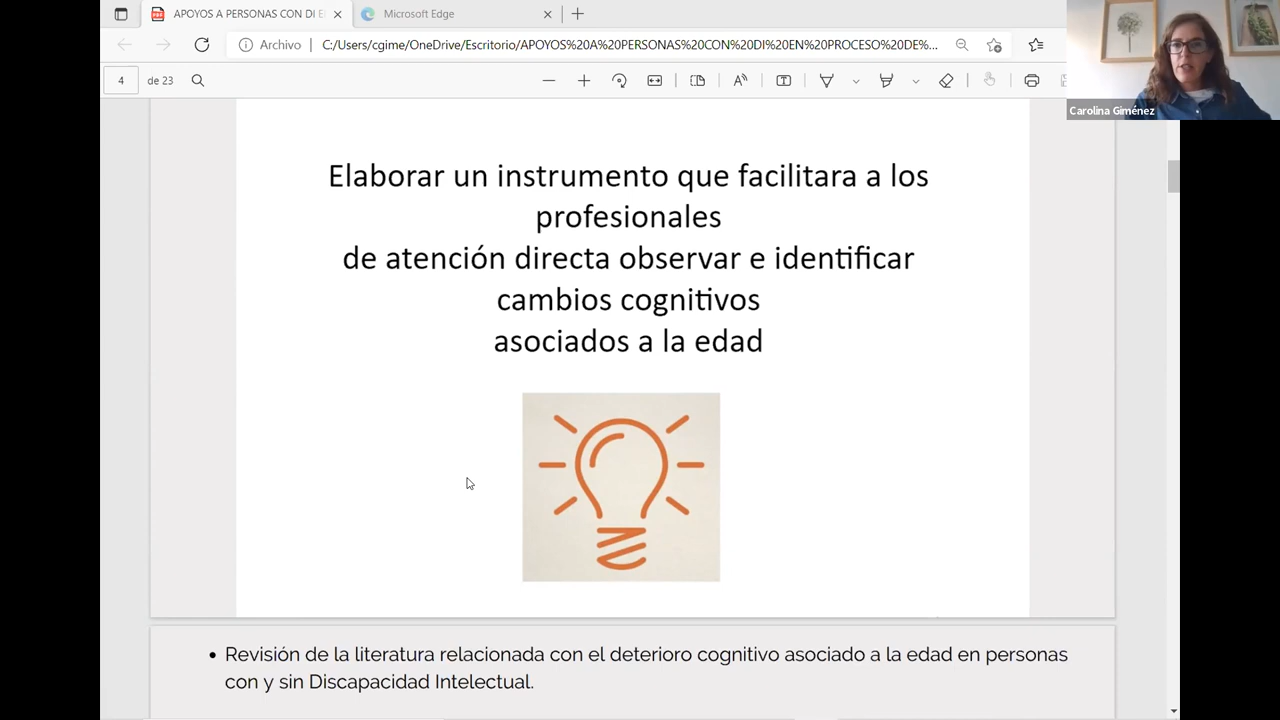 APOYOS A PERSONAS CON DI E
Microsoft Edge
Archivo
C:/Users/cgime/OneDrive/Escritorio/APOYOS%20A%20PERSONAS%20CON%20DI%20EN%20PROCESO%20DE%...
4 de 23
Carolina Giménez
Elaborar un instrumento que facilitara a los
profesionales
de atención directa observar e identificar
cambios cognitivos
asociados a la edad
• Revisión de la literatura relacionada con el deterioro cognitivo asociado a la edad en personas
con y sin Discapacidad Intelectual.